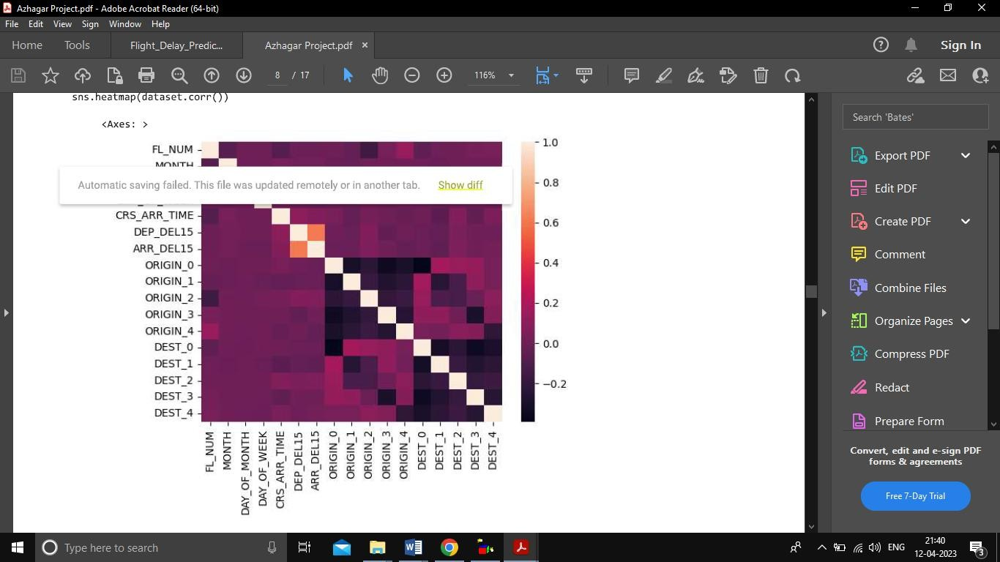 Azhagar Project.pdf - Adobe Acrobat Reader (64-bit)
File Edit View Sign Window Help
Home Tools Flight_Delay_Predic... Azhagar Project.pdf × Sign In
8 / 17 116%
sns.heatmap(dataset.corr())
<Axes: >
FL_NUM
MONTH
Automatic saving failed. This file was updated remotely or in another tab. Show diff
CRS_ARR_TIME
DEP_DEL15
ARR_DEL15
ORIGIN_0
ORIGIN_1
ORIGIN_2
ORIGIN_3
ORIGIN_4
DEST_0
DEST_1
DEST_2
DEST_3
DEST_4
FL_NUM
MONTH
DAY_OF_MONTH
DAY_OF_WEEK
CRS_ARR_TIME
DEP_DEL15
ARR_DEL15
ORIGIN_0
ORIGIN_1
ORIGIN_2
ORIGIN_3
ORIGIN_4
DEST_0
DEST_1
DEST_2
DEST_3
DEST_4
1.0
0.8
0.6
0.4
0.2
0.0
−0.2
Search 'Bates'
Export PDF
Edit PDF
Create PDF
Comment
Combine Files
Organize Pages
Compress PDF
Redact
Prepare Form
Convert, edit and e-sign PDF
forms & agreements
Free 7-Day Trial
Type here to search
ENG
21:40
12-04-2023
3